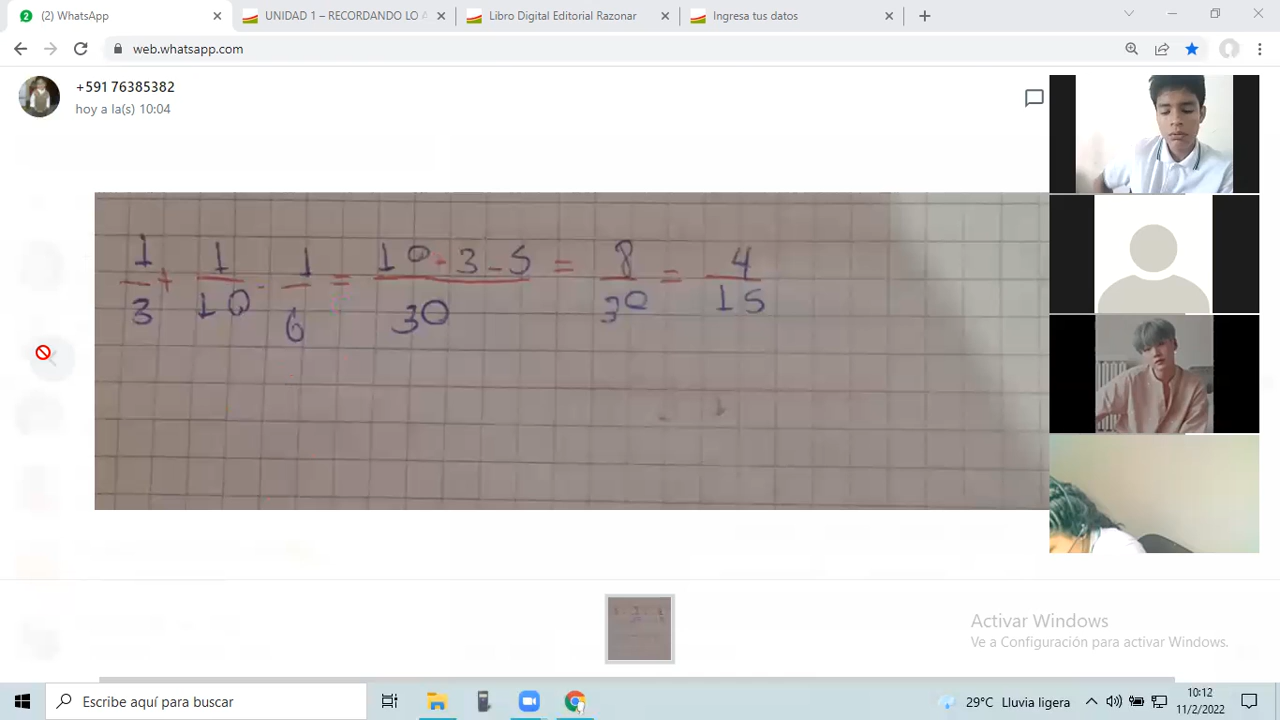 (2) WhatsApp
UNIDAD 1 – RECORDANDO LO A
Libro Digital Editorial Razonar
Ingresa tus datos
web.whatsapp.com
+591 76385382
hoy a la(s) 10:04
1/3 + 1/10 - 1/6 = 10+3-5/30 = 8/30 = 4/15
Activar Windows
Ve a Configuración para activar Windows.
Escribe aquí para buscar
29°C Lluvia ligera
10:12
11/2/2022